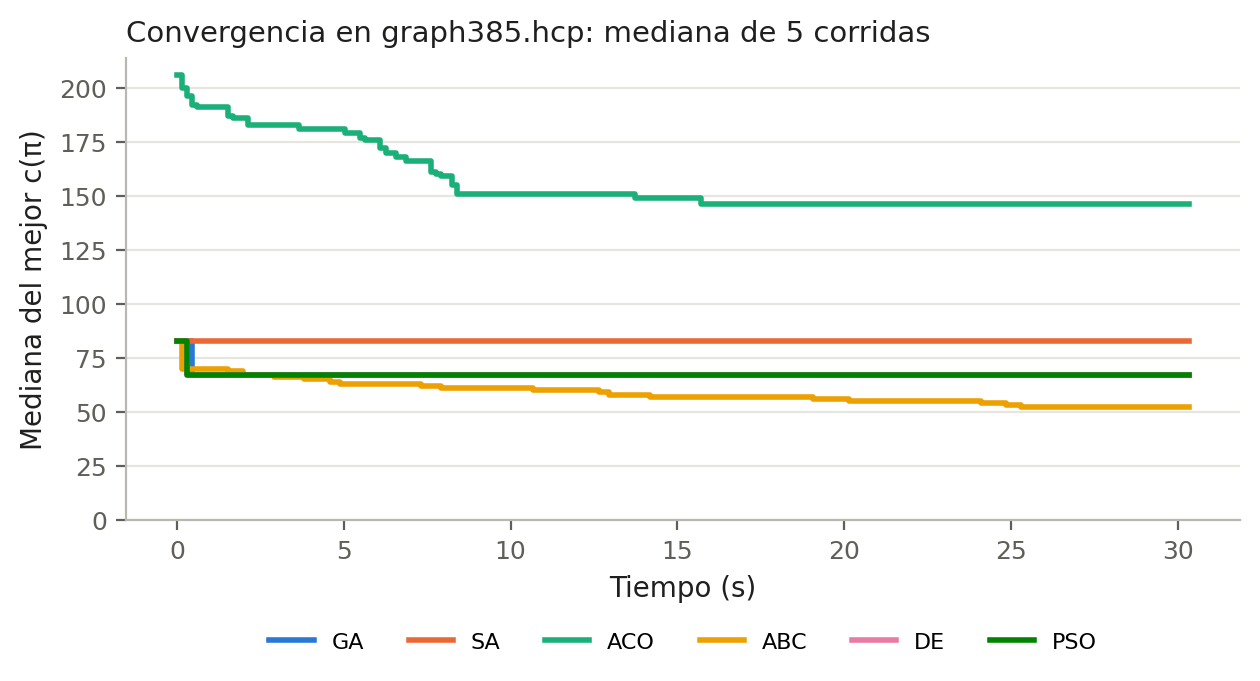 Convergencia en graph385.hcp: mediana de 5 corridas
Mediana del mejor c(π)
200
175
150
125
100
75
50
25
0
0 5 10 15 20 25 30
Tiempo (s)
GA SA ACO ABC DE PSO